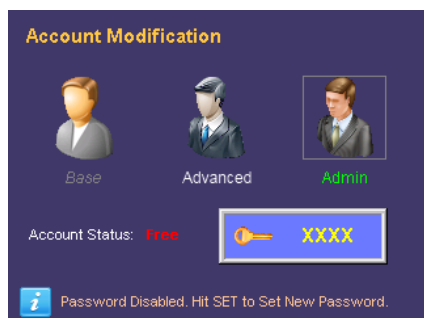 Account Modification
Base Advanced Admin
Account Status: Free XXXX
i Password Disabled. Hit SET to Set New Password.